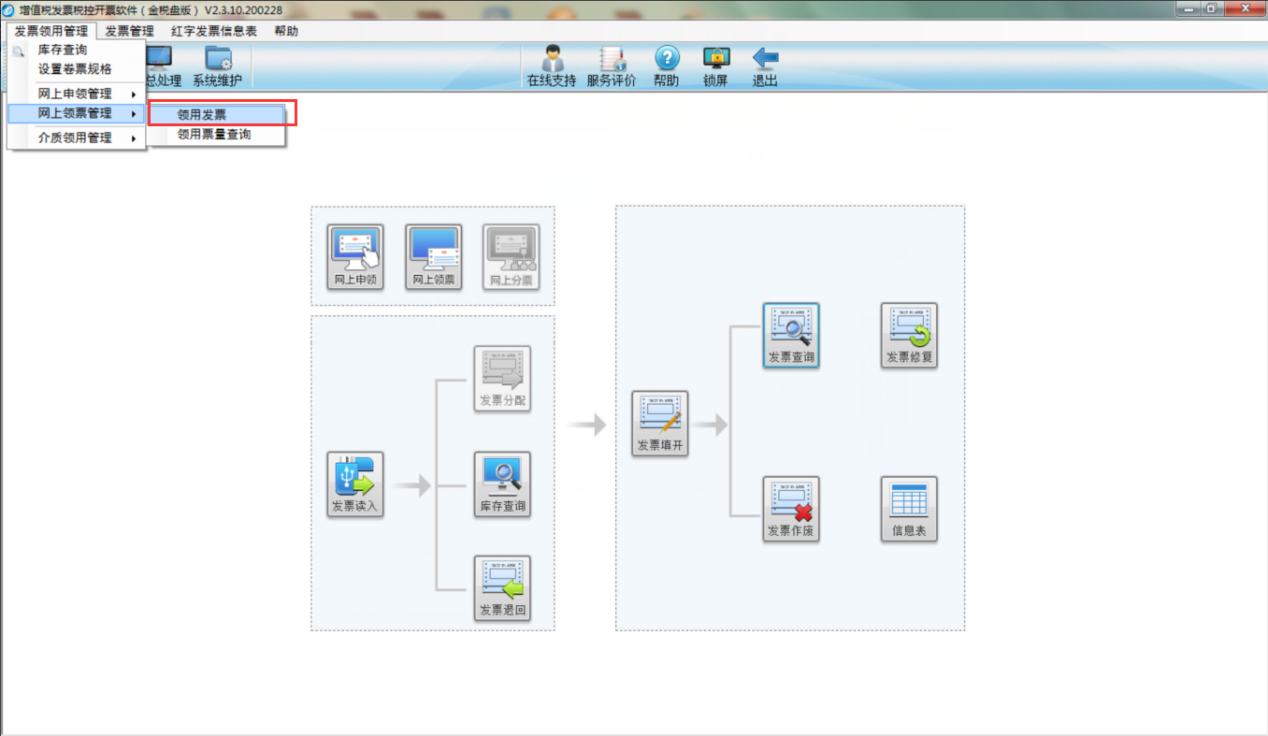 增值税发票税控开票软件（金税盘版）V2.3.10.200228
发票领用管理 发票管理 红字发票信息表 帮助
库存查询
设置卷票规格
网上申领管理
网上领票管理
介质领用管理
领用发票
领用票量查询
总处理 系统维护 在线支持 服务评价 帮助 锁屏 退出
网上申领 网上领票 网上分票
发票分配
发票读入
库存查询
发票退回
发票填开
发票查询 发票修复
发票作废 信息表